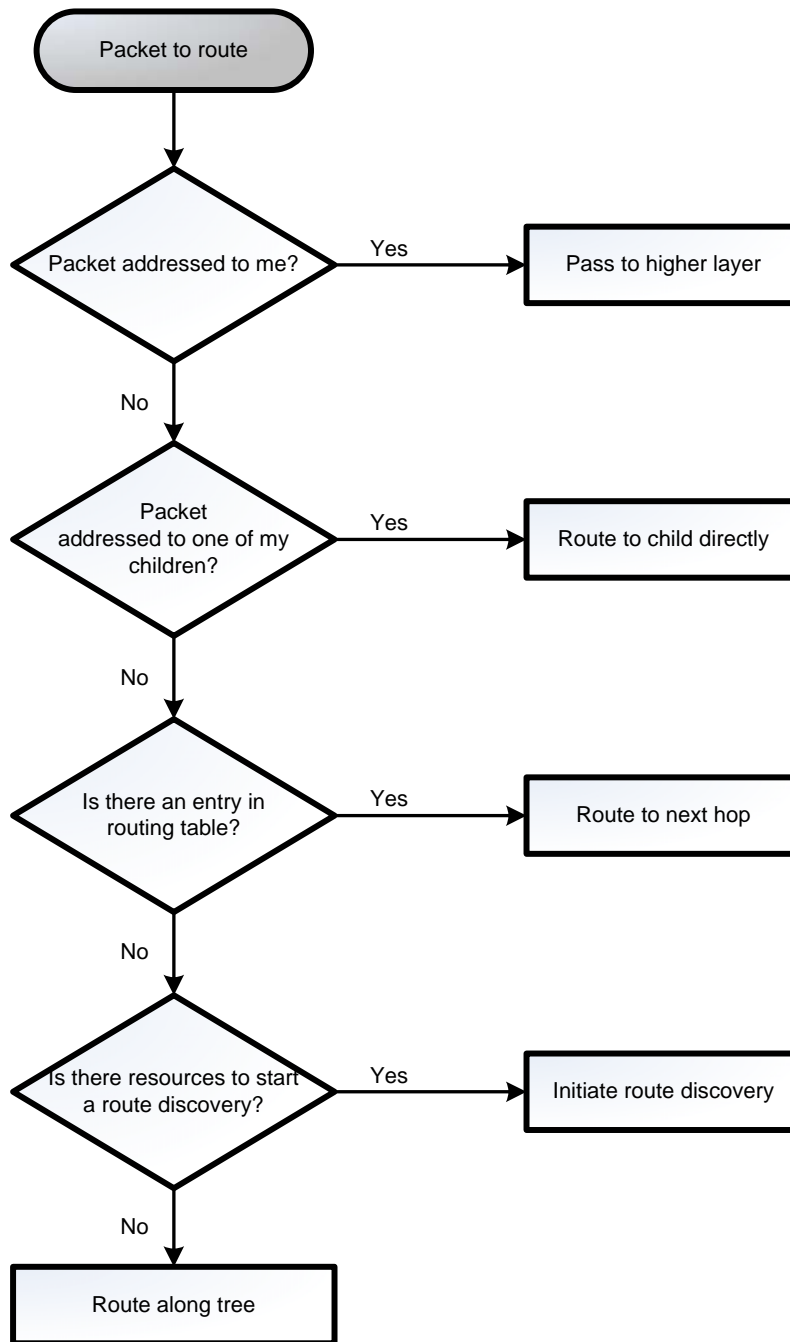 Packet to route
Packet addressed to me?
Yes
Pass to higher layer
No
Packet
addressed to one of my
children?
Yes
Route to child directly
No
Is there an entry in
routing table?
Yes
Route to next hop
No
Is there resources to start
a route discovery?
Yes
Initiate route discovery
No
Route along tree